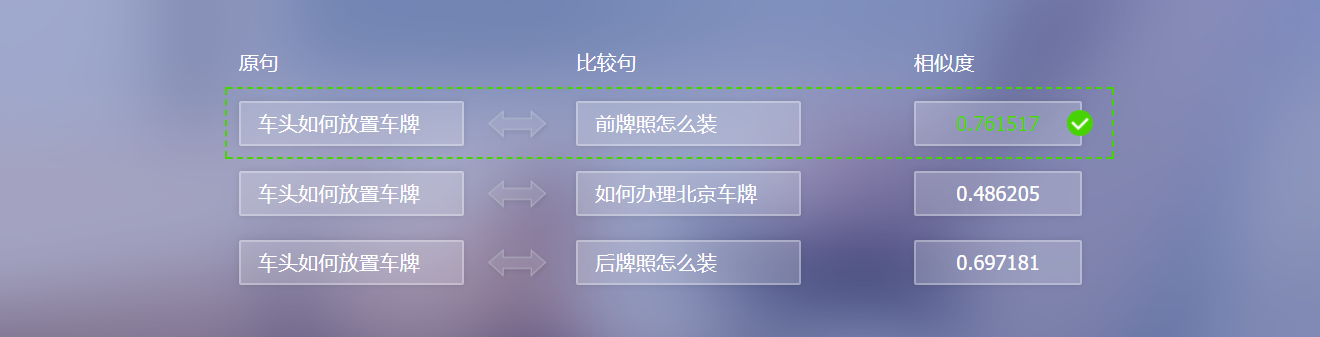 原句 比较句 相似度
车头如何放置车牌 前牌照怎么装 0.761517
车头如何放置车牌 如何办理北京车牌 0.486205
车头如何放置车牌 后牌照怎么装 0.697181